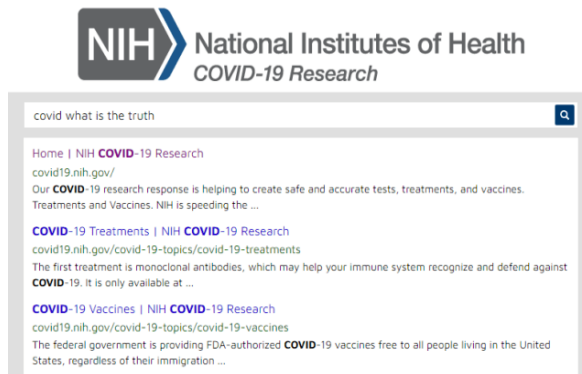 NIH
National Institutes of Health
COVID-19 Research
covid what is the truth
Home | NIH COVID-19 Research
covid19.nih.gov/
Our COVID-19 research response is helping to create safe and accurate tests, treatments, and vaccines.
Treatments and Vaccines. NIH is speeding the ...
COVID-19 Treatments | NIH COVID-19 Research
covid19.nih.gov/covid-19-topics/covid-19-treatments
The first treatment is monoclonal antibodies, which may help your immune system recognize and defend against
COVID-19. It is only available at ...
COVID-19 Vaccines | NIH COVID-19 Research
covid19.nih.gov/covid-19-topics/covid-19-vaccines
The federal government is providing FDA-authorized COVID-19 vaccines free to all people living in the United
States, regardless of their immigration ...